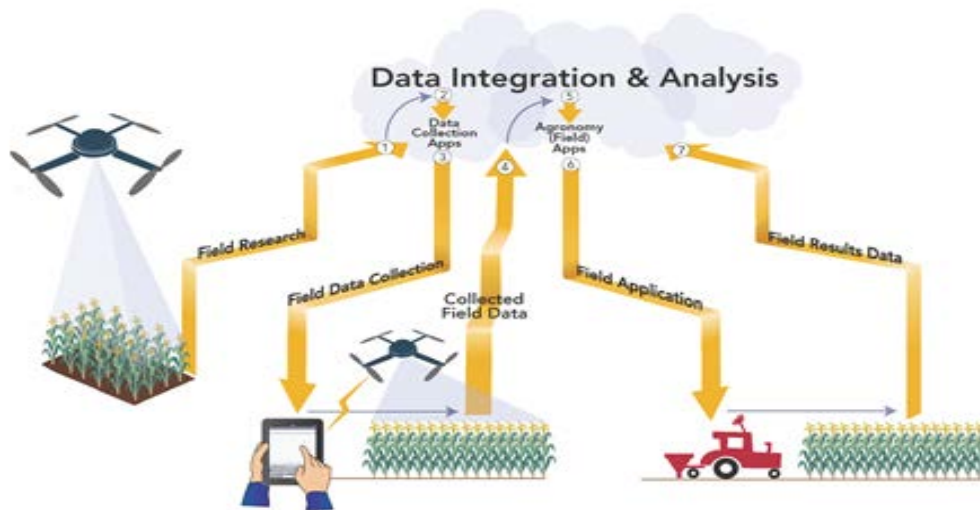 Data Integration & Analysis
2
5
Data
Collection
Apps
Agronomy
(Field)
Apps
1
3
4
6
7
Field Research
Field Data Collection
Collected
Field Data
Field Application
Field Results Data